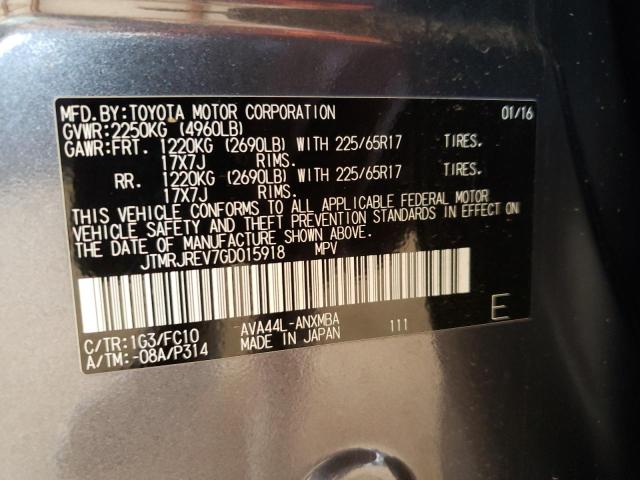 MFD.BY:TOYOTA MOTOR CORPORATION 01/16
GVWR:2250KG (4960LB)
GAWR:FRT. 1220KG (2690LB) WITH 225/65R17 TIRES.
17X7J RIMS.
RR. 1220KG (2690LB) WITH 225/65R17 TIRES.
17X7J RIMS.
THIS VEHICLE CONFORMS TO ALL APPLICABLE FEDERAL MOTOR
VEHICLE SAFETY AND THEFT PREVENTION STANDARDS IN EFFECT ON
THE DATE OF MANUFACTURE SHOWN ABOVE.
JTMRJREV7GD015918 MPV
E
C/TR:1G3/FC10 AVA44L-ANXMBA 111
A/TM:-08A/P314 MADE IN JAPAN